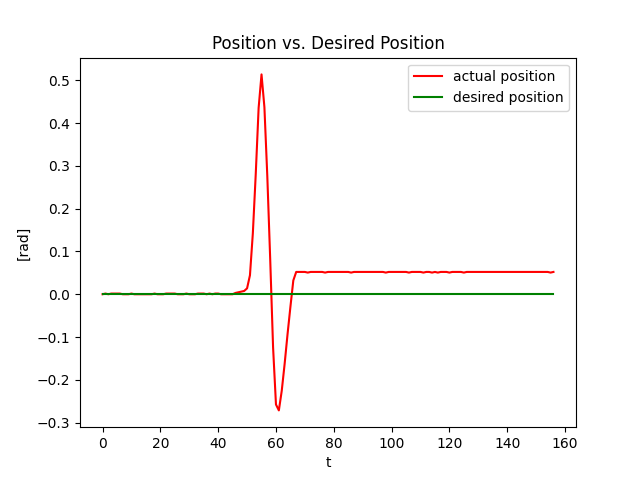 Position vs. Desired Position
actual position
desired position
[rad]
0.5
0.4
0.3
0.2
0.1
0.0
−0.1
−0.2
−0.3
0 20 40 60 80 100 120 140 160
t